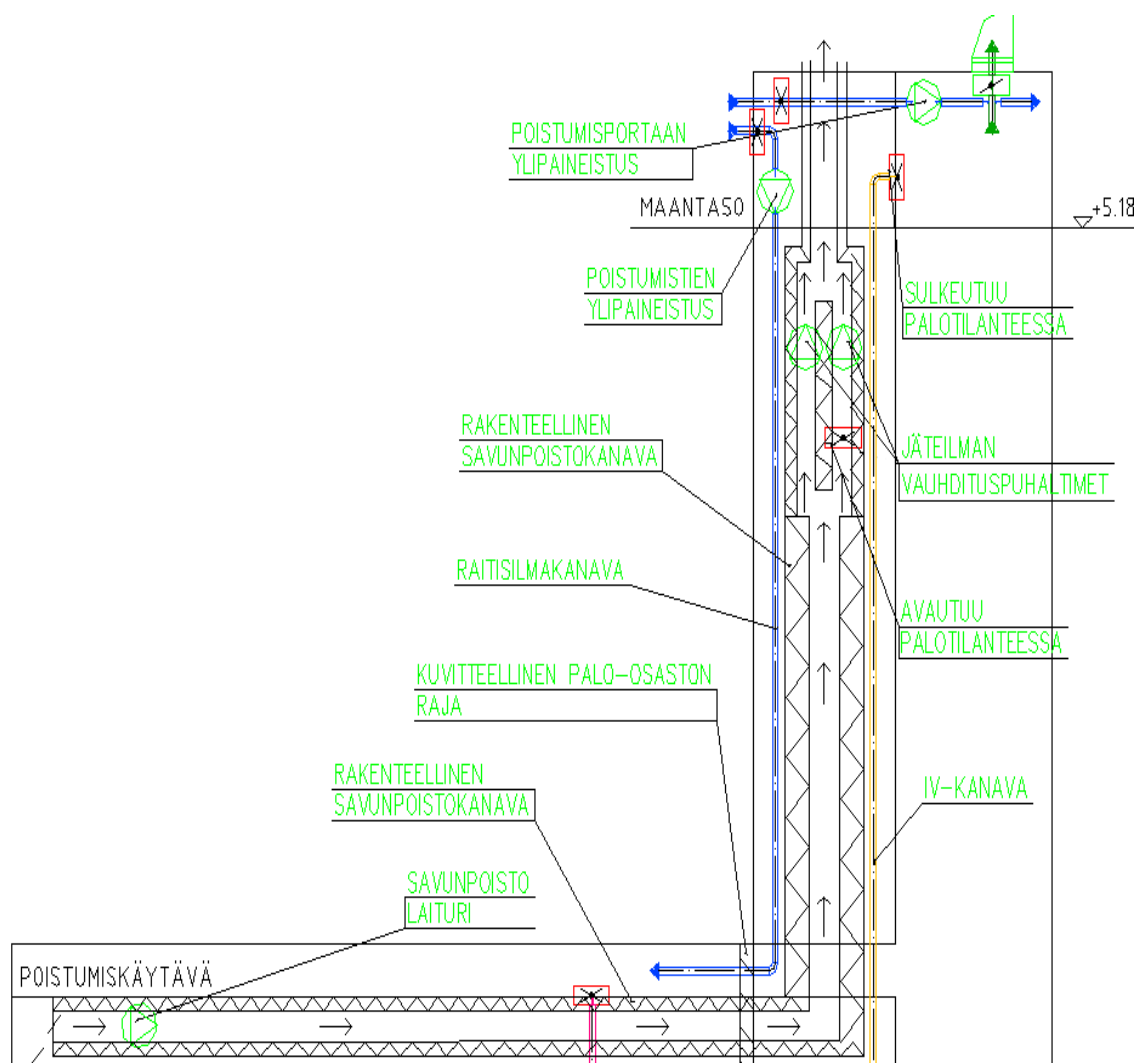 POISTUMISPORTAAN
YLIPAINEISTUS
MAANTASO
+5.18
POISTUMISTIEN
YLIPAINEISTUS
SULKEUTUU
PALOTILANTEESSA
RAKENTEELLINEN
SAVUNPOISTOKANAVA
JÄTEILMAN
VAUHDITUSPUHALTIMET
RAITISILMAKANAVA
AVAUTUU
PALOTILANTEESSA
KUVITTEELLINEN PALO-OSASTON
RAJA
RAKENTEELLINEN
SAVUNPOISTOKANAVA
IV-KANAVA
SAVUNPOISTO
LAITURI
POISTUMISKÄYTÄVÄ